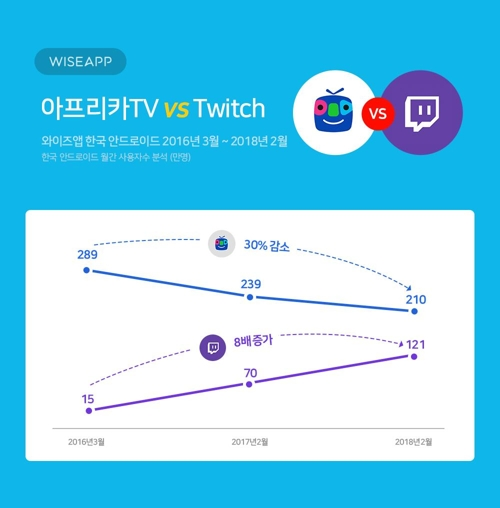 WISEAPP
아프리카TV vs Twitch
VS
와이즈앱 한국 안드로이드 2016년 3월 ~ 2018년 2월
한국 안드로이드 월간 사용자수 분석 (만명)
30% 감소
289
239
210
8배 증가
121
70
15
2016년3월 2017년2월 2018년2월